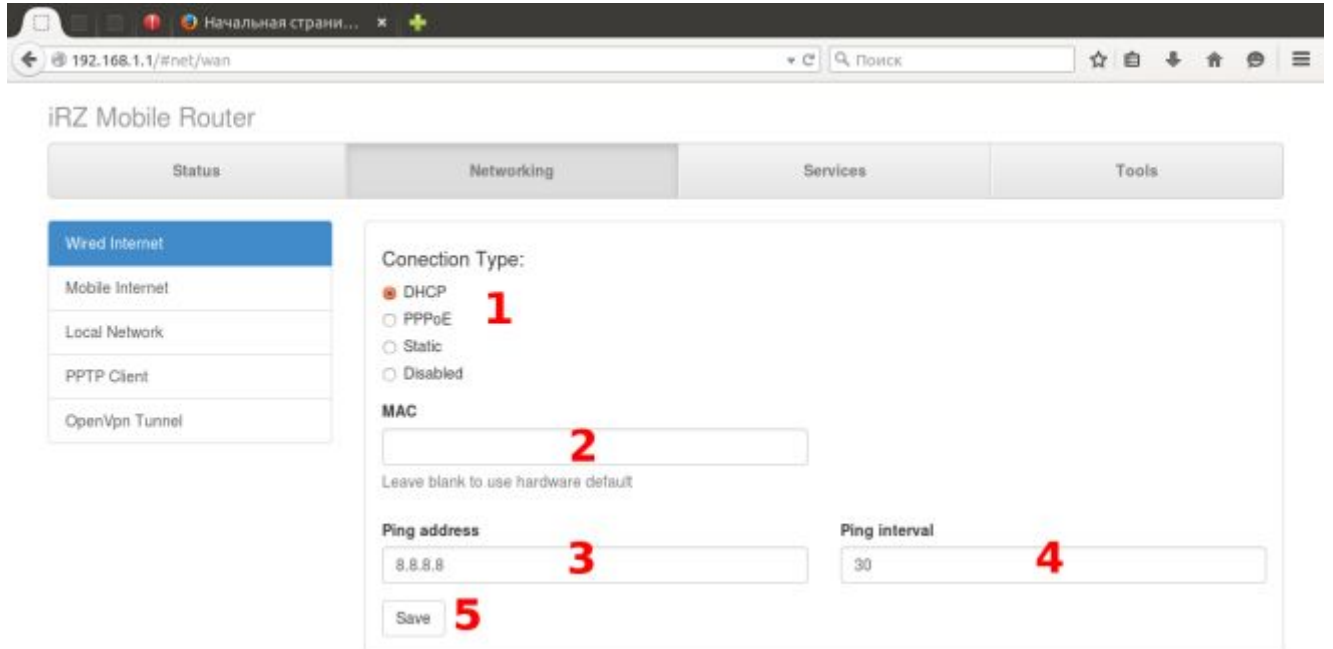 Начальная страни...
192.168.1.1/#net/wan
Поиск
iRZ Mobile Router
Status Networking Services Tools
Wired Internet
Mobile Internet
Local Network
PPTP Client
OpenVpn Tunnel
Conection Type:
DHCP
1
PPPoE
Static
Disabled
MAC
2
Leave blank to use hardware default
Ping address Ping interval
8.8.8.8 3 30 4
Save 5